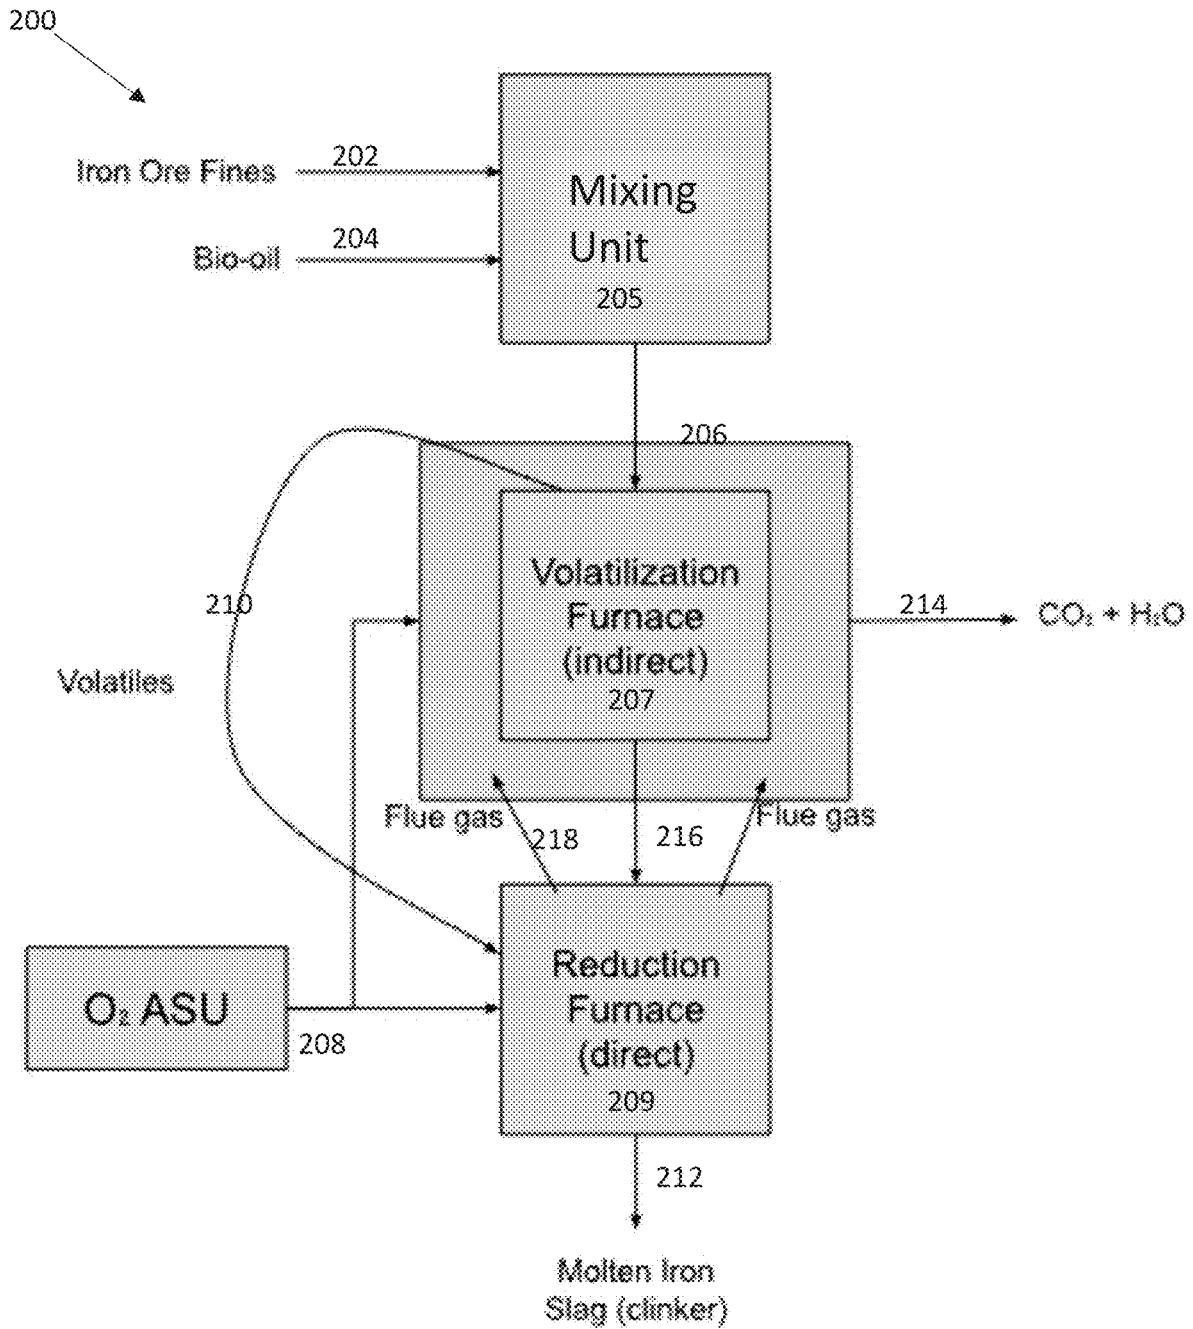 200
Iron Ore Fines
202
Bio-oil
204
Mixing
Unit
205
206
Volatilization
Furnace
(indirect)
207
210
Volatiles
214
CO₂ + H₂O
Flue gas
218
216
Flue gas
O₂ ASU
208
Reduction
Furnace
(direct)
209
212
Molten Iron
Slag (clinker)